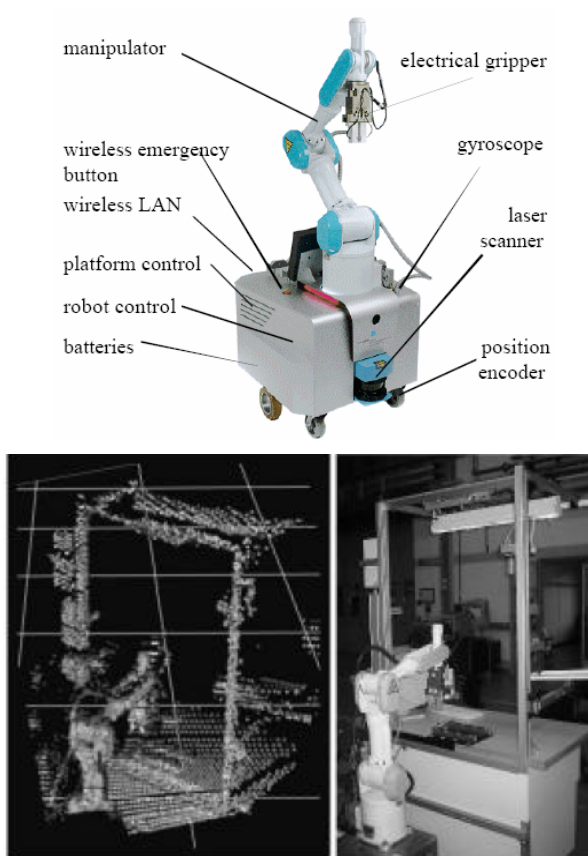 manipulator
electrical gripper
wireless emergency
button
gyroscope
wireless LAN
laser
scanner
platform control
robot control
batteries
position
encoder